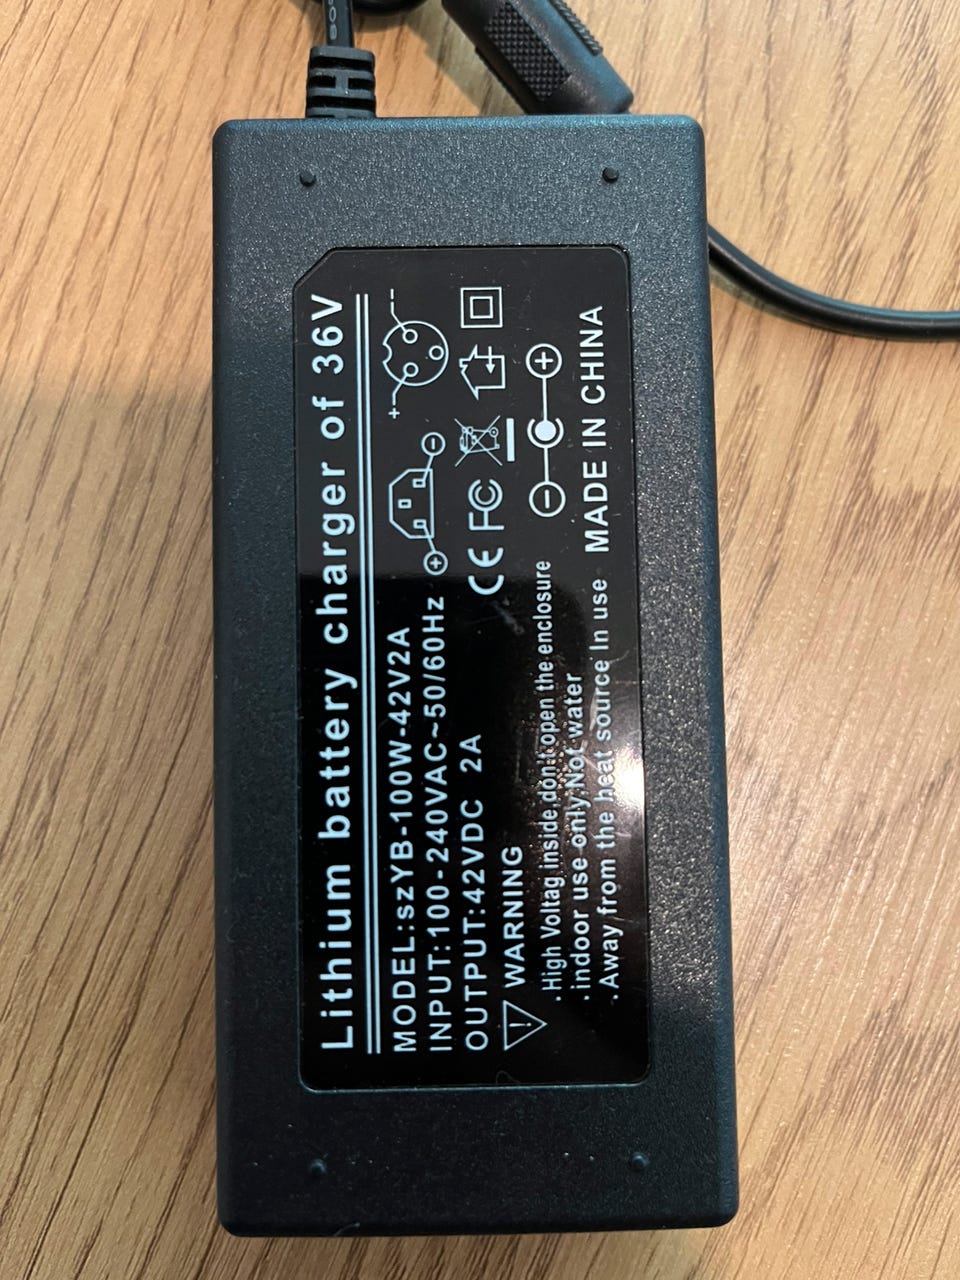 Lithium battery charger of 36V
MODEL:szYB-100W-42V2A
INPUT:100-240VAC~50/60Hz
OUTPUT:42VDC 2A
WARNING
.High Voltag inside,don't open the enclosure
.indoor use only,Not water
.Away from the heat source In use
CE FC
MADE IN CHINA